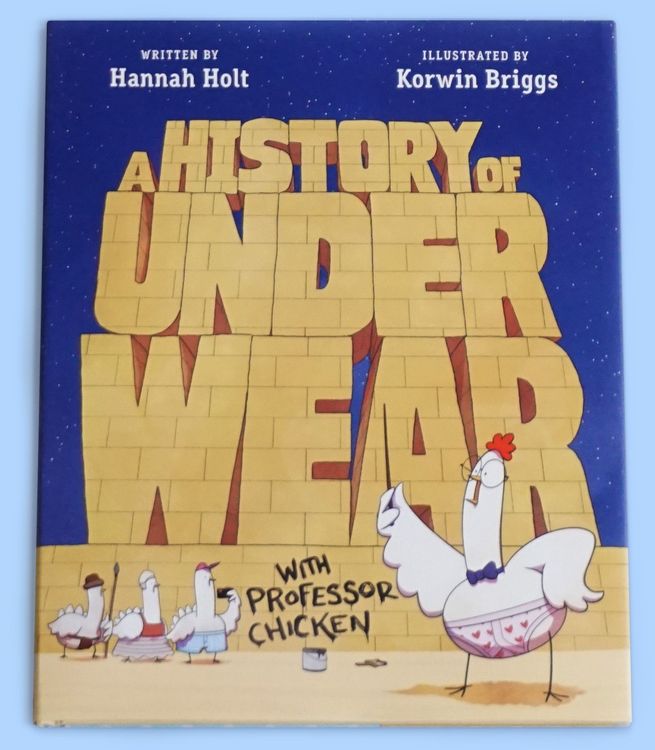 WRITTEN BY
Hannah Holt
ILLUSTRATED BY
Korwin Briggs
A HISTORY OF
UNDER
WEAR
WITH
PROFESSOR
CHICKEN